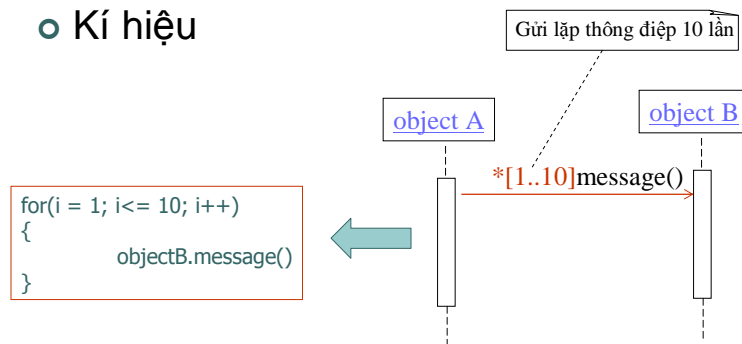 Kí hiệu
Gửi lặp thông điệp 10 lần
object A
object B
*[1..10]message()
for(i = 1; i<= 10; i++)
{
objectB.message()
}